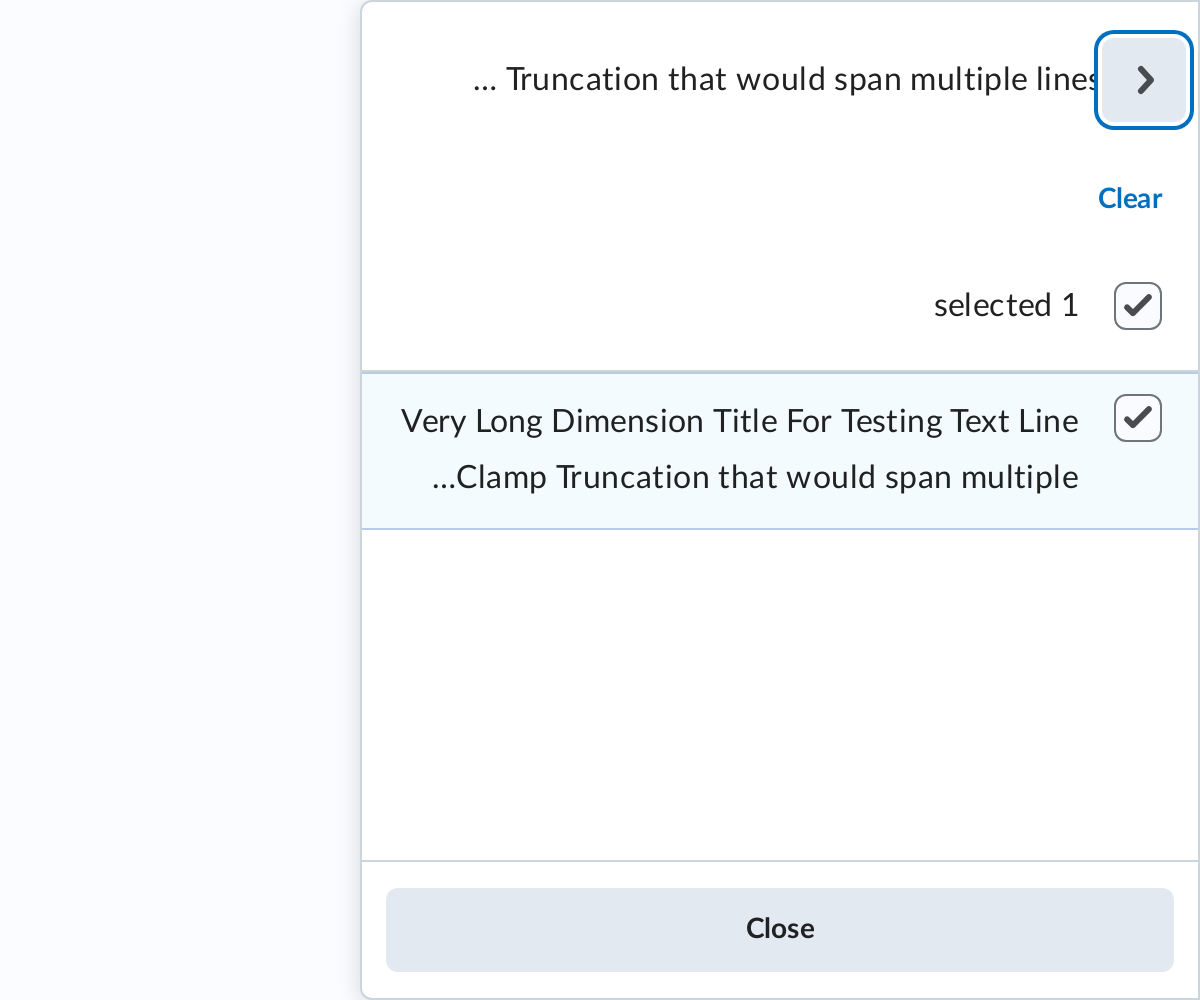 ... Truncation that would span multiple lines
Clear
selected 1
Very Long Dimension Title For Testing Text Line
...Clamp Truncation that would span multiple
Close